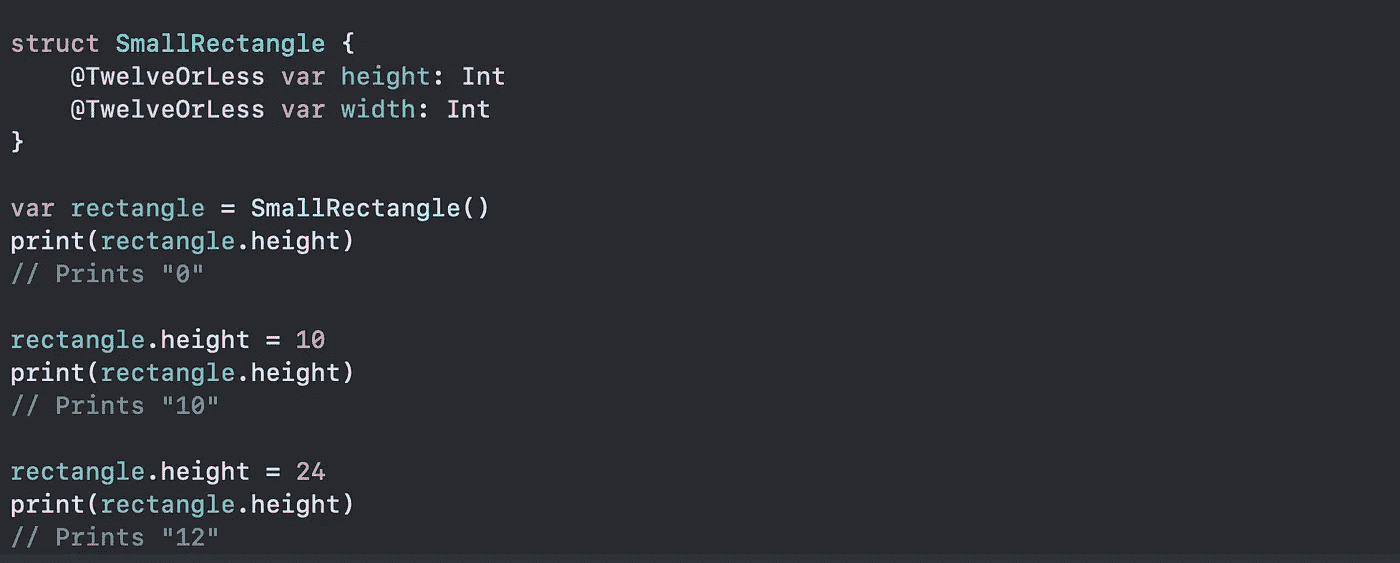 struct SmallRectangle {
    @TwelveOrLess var height: Int
    @TwelveOrLess var width: Int
}
var rectangle = SmallRectangle()
print(rectangle.height)
// Prints "0"
rectangle.height = 10
print(rectangle.height)
// Prints "10"
rectangle.height = 24
print(rectangle.height)
// Prints "12"